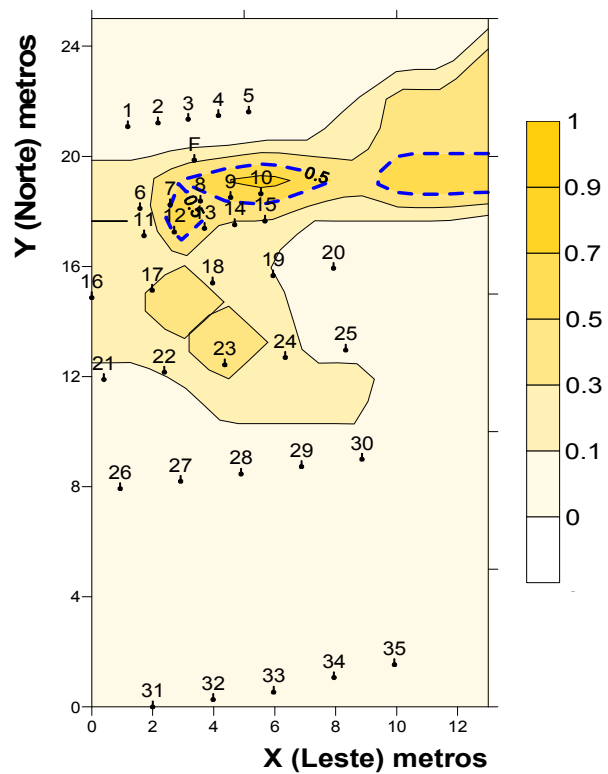 24
1 2 3 4 5
1
F
20
0.9
7 8 9 10 0.5
6
0.5
11 12 13 14 15
0.7
Y (Norte) metros
16
16 17 18 19 20
0.5
12
21 22 23 24 25
0.3
0.1
8
26 27 28 29 30
0
4
31 32 33 34 35
0
0 2 4 6 8 10 12
X (Leste) metros